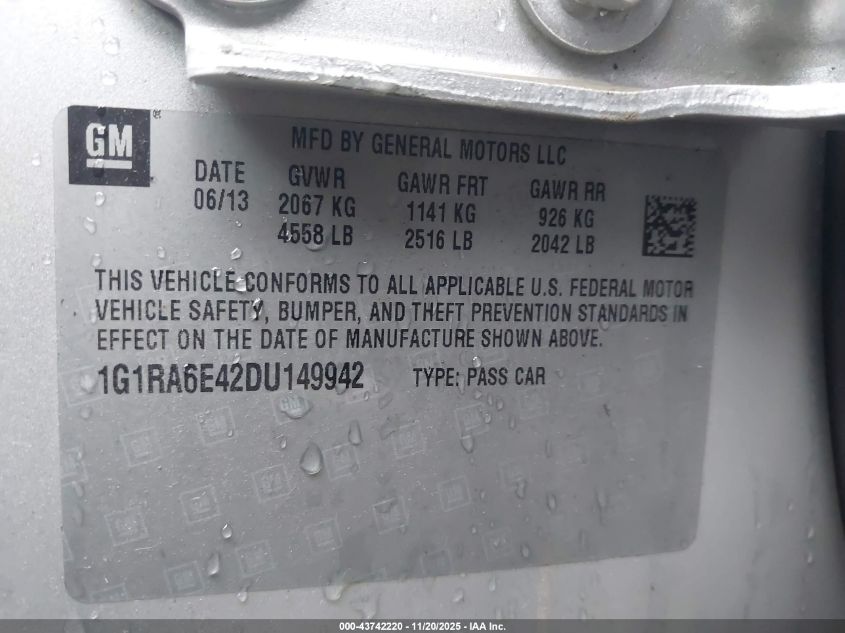 GM
MFD BY GENERAL MOTORS LLC
DATE GVWR GAWR FRT GAWR RR
06/13 2067 KG 1141 KG 926 KG
4558 LB 2516 LB 2042 LB
THIS VEHICLE CONFORMS TO ALL APPLICABLE U.S. FEDERAL MOTOR
VEHICLE SAFETY, BUMPER, AND THEFT PREVENTION STANDARDS IN
EFFECT ON THE DATE OF MANUFACTURE SHOWN ABOVE.
1G1RA6E42DU149942 TYPE: PASS CAR
000-43742220 - 11/20/2025 - IAA Inc.